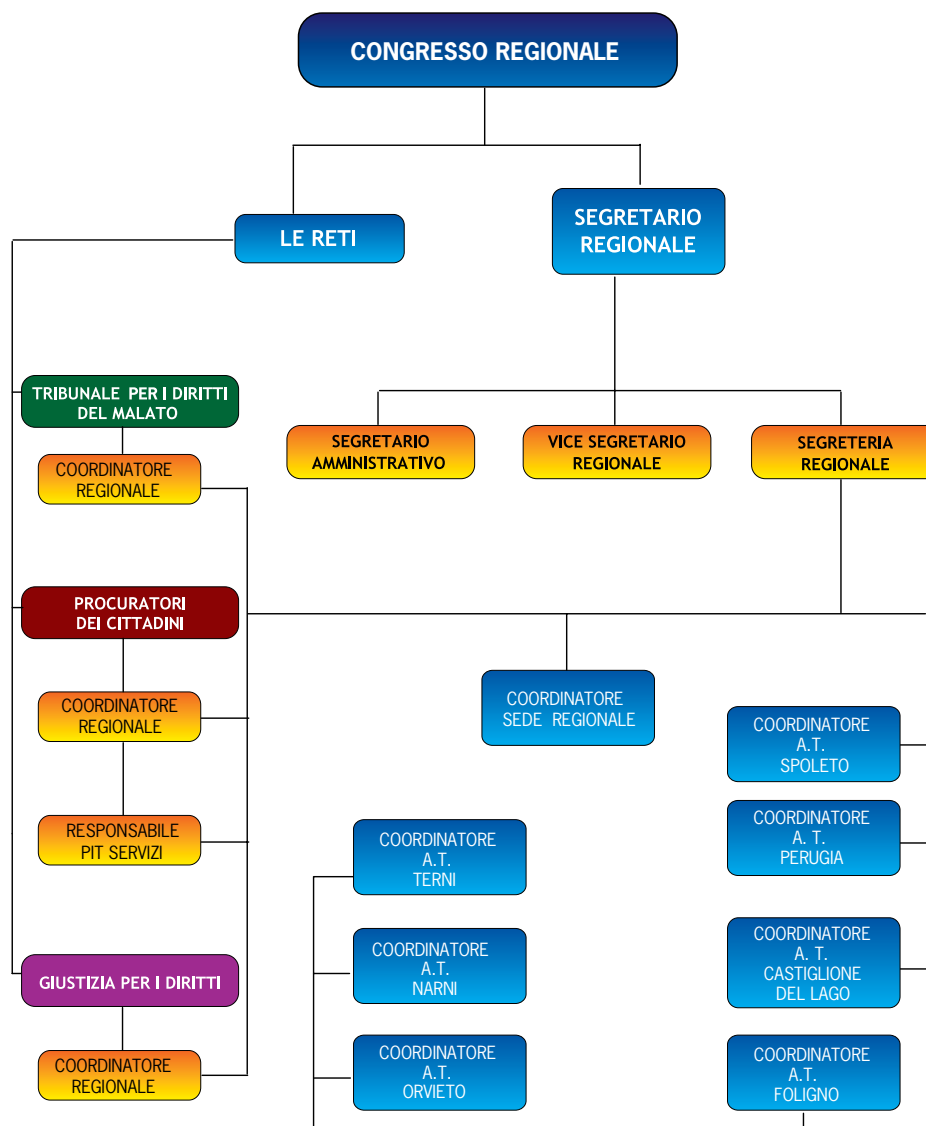 CONGRESSO REGIONALE
LE RETI
SEGRETARIO
REGIONALE
TRIBUNALE PER I DIRITTI
DEL MALATO
COORDINATORE
REGIONALE
SEGRETARIO
AMMINISTRATIVO
VICE SEGRETARIO
REGIONALE
SEGRETERIA
REGIONALE
PROCURATORI
DEI CITTADINI
COORDINATORE
REGIONALE
RESPONSABILE
PIT SERVIZI
GIUSTIZIA PER I DIRITTI
COORDINATORE
REGIONALE
COORDINATORE
SEDE REGIONALE
COORDINATORE
A.T.
TERNI
COORDINATORE
A.T.
NARNI
COORDINATORE
A.T.
ORVIETO
COORDINATORE
A.T.
SPOLETO
COORDINATORE
A. T.
PERUGIA
COORDINATORE
A. T.
CASTIGLIONE
DEL LAGO
COORDINATORE
A.T.
FOLIGNO